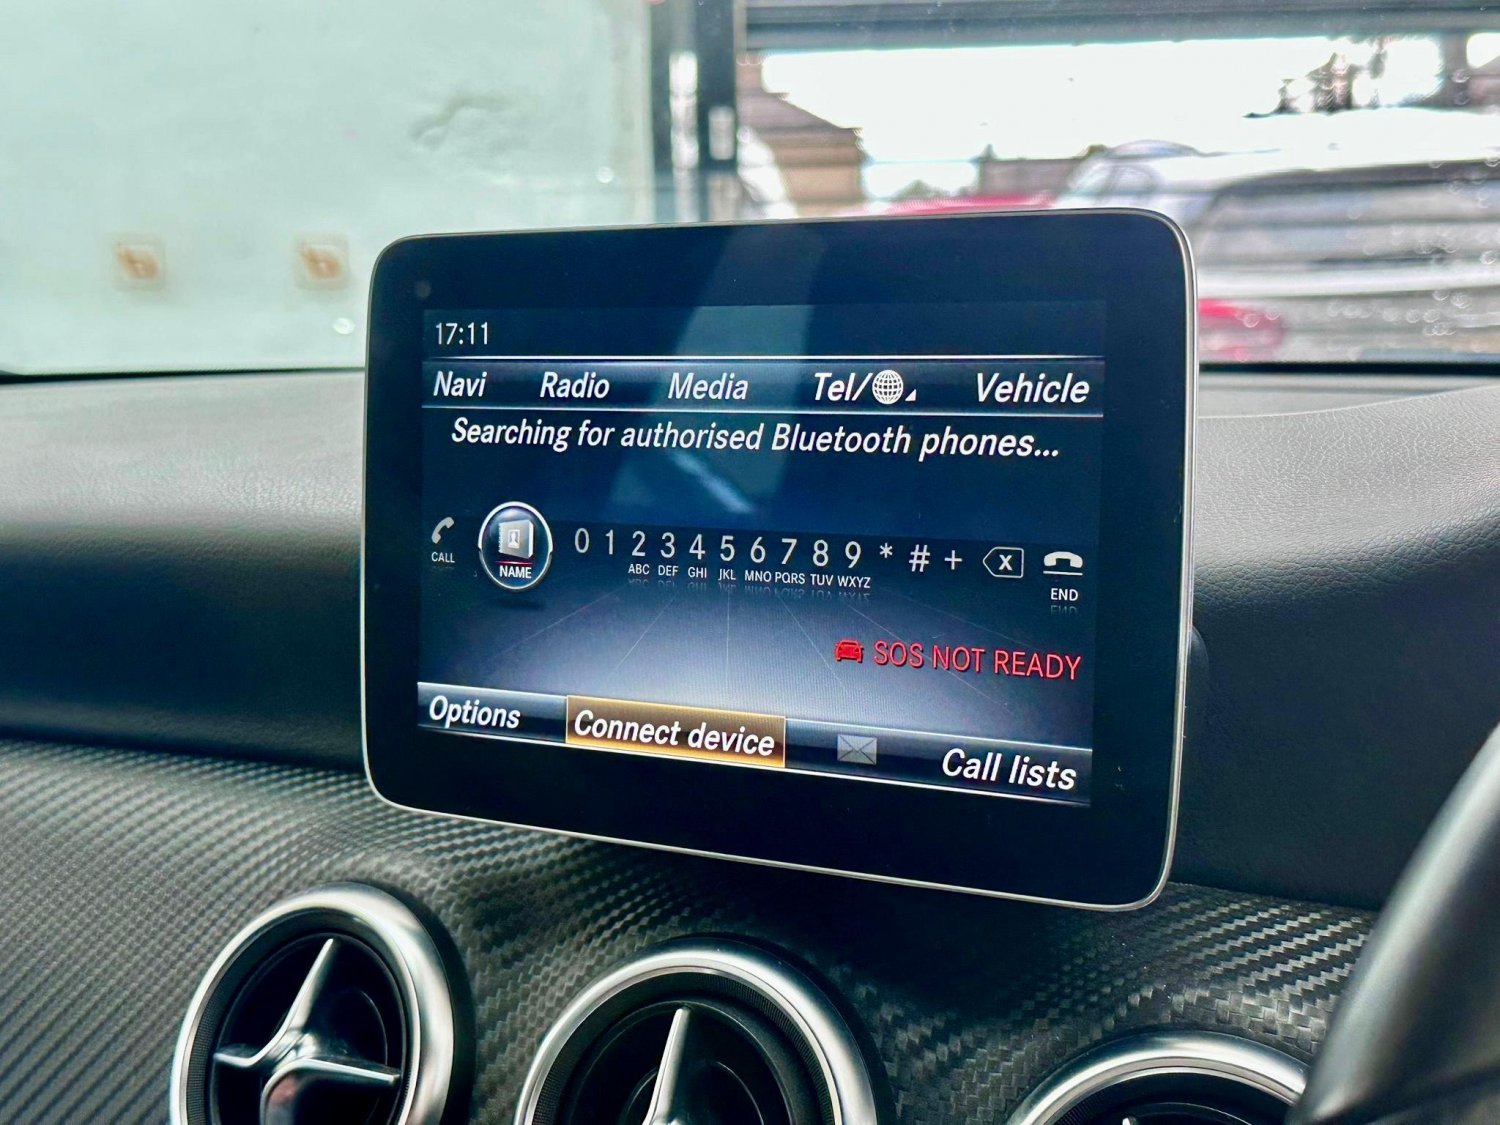 17:11
Navi Radio Media Tel/ Vehicle
Searching for authorised Bluetooth phones...
CALL NAME 0 1 2 3 4 5 6 7 8 9 * # + X END
ABC DEF GHI JKL MNO PQRS TUV WXYZ
SOS NOT READY
Options Connect device Call lists